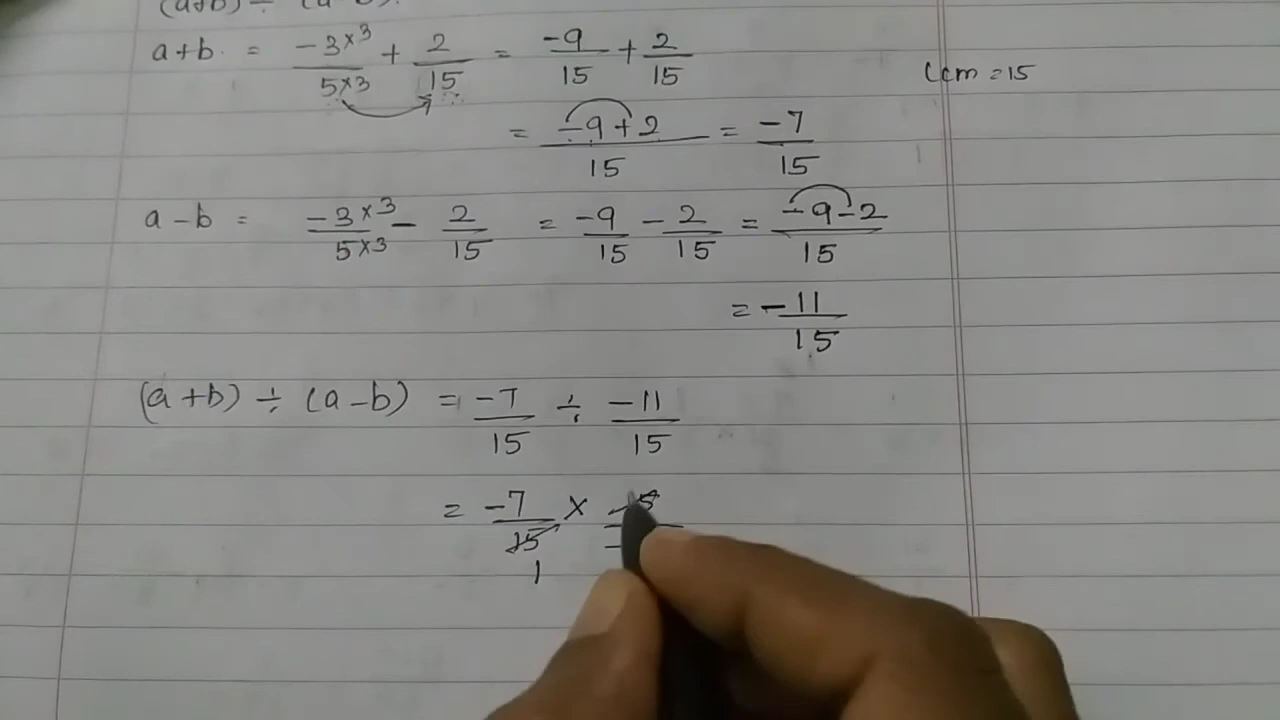 (a+b) ÷ (a-b).
a+b = -3×3/5×3 + 2/15 = -9/15 + 2/15
Lcm = 15
= -9+2/15 = -7/15
a-b = -3×3/5×3 - 2/15 = -9/15 - 2/15 = -9-2/15
= -11/15
(a+b) ÷ (a-b) = -7/15 ÷ -11/15
= -7/15 × 15/-
1